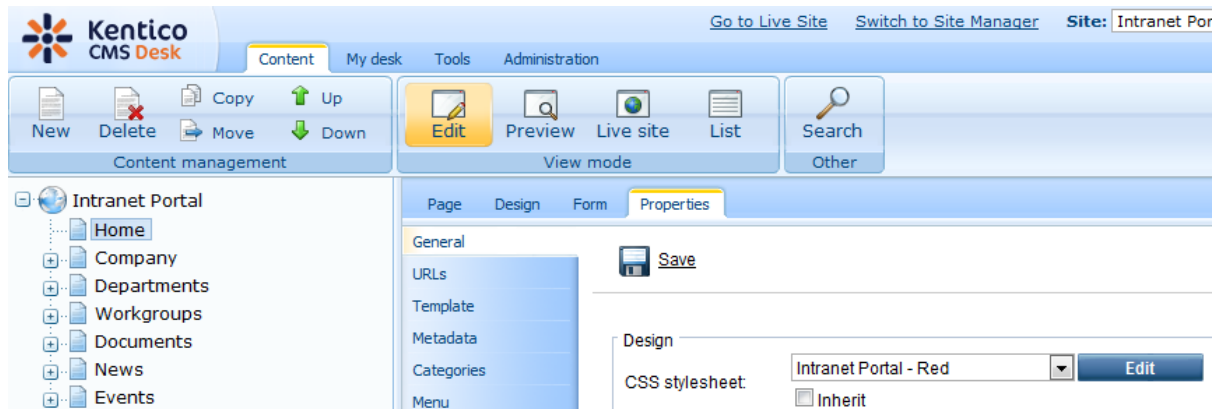 Kentico
CMS Desk
Go to Live Site Switch to Site Manager Site: Intranet Por
Content My desk Tools Administration
New Delete Copy Move Up Down
Content management
Edit Preview Live site List
View mode
Search
Other
Intranet Portal
Home
Company
Departments
Workgroups
Documents
News
Events
Page Design Form Properties
General
URLs
Template
Metadata
Categories
Menu
Save
Design
CSS stylesheet: Intranet Portal - Red Edit
Inherit